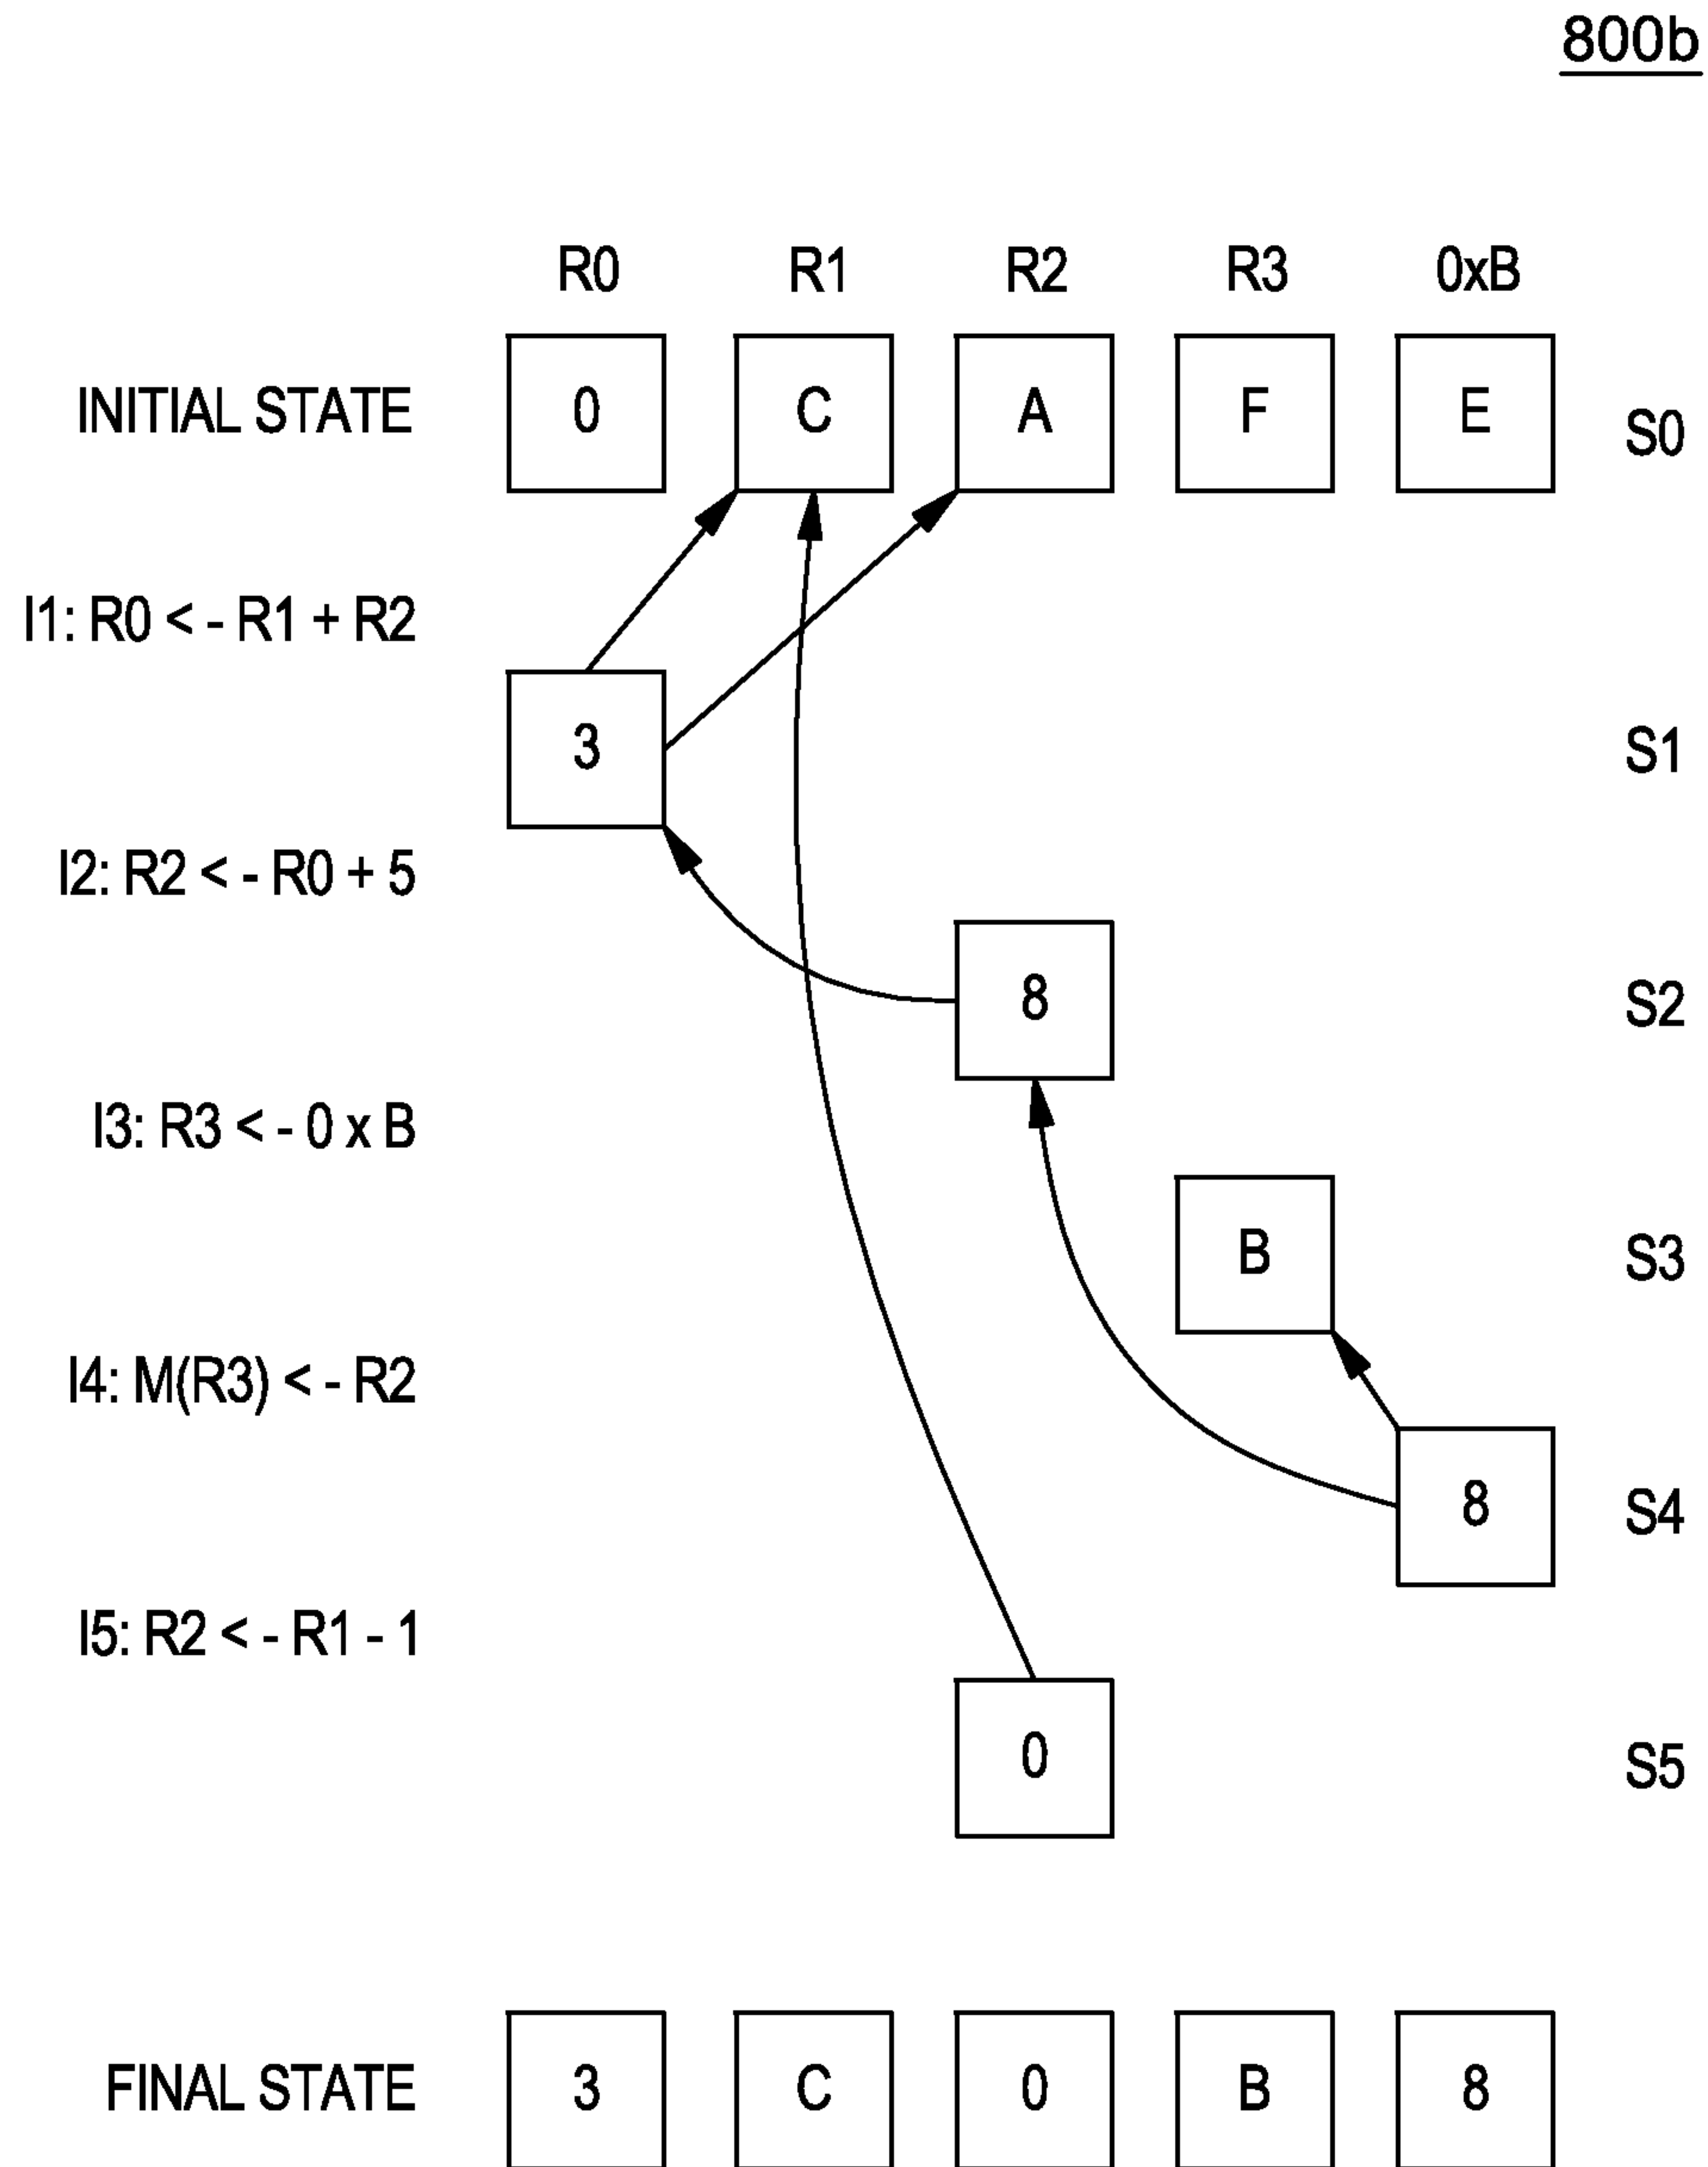 800b
R0 R1 R2 R3 0xB
INITIAL STATE 0 C A F E S0
I1: R0 < - R1 + R2
3 S1
I2: R2 < - R0 + 5
8 S2
I3: R3 < - 0 x B
B S3
I4: M(R3) < - R2
8 S4
I5: R2 < - R1 - 1
0 S5
FINAL STATE 3 C 0 B 8